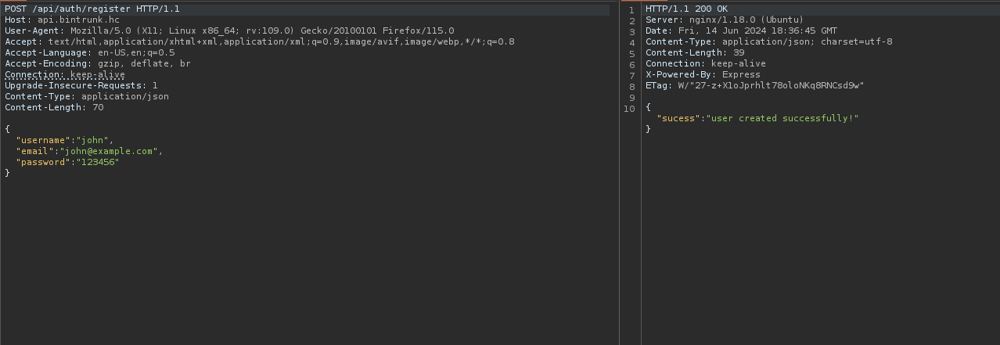 POST /api/auth/register HTTP/1.1
Host: api.bintrunk.hc
User-Agent: Mozilla/5.0 (X11; Linux x86_64; rv:109.0) Gecko/20100101 Firefox/115.0
Accept: text/html,application/xhtml+xml,application/xml;q=0.9,image/avif,image/webp,*/*;q=0.8
Accept-Language: en-US,en;q=0.5
Accept-Encoding: gzip, deflate, br
Connection: keep-alive
Upgrade-Insecure-Requests: 1
Content-Type: application/json
Content-Length: 70
{
"username":"john",
"email":"john@example.com",
"password":"123456"
}
1 HTTP/1.1 200 OK
2 Server: nginx/1.18.0 (Ubuntu)
3 Date: Fri, 14 Jun 2024 18:36:45 GMT
4 Content-Type: application/json; charset=utf-8
5 Content-Length: 39
6 Connection: keep-alive
7 X-Powered-By: Express
8 ETag: W/"27-z+X1oJprhlt78oloNKq8RNCsd9w"
9
10 {
"sucess":"user created successfully!"
}